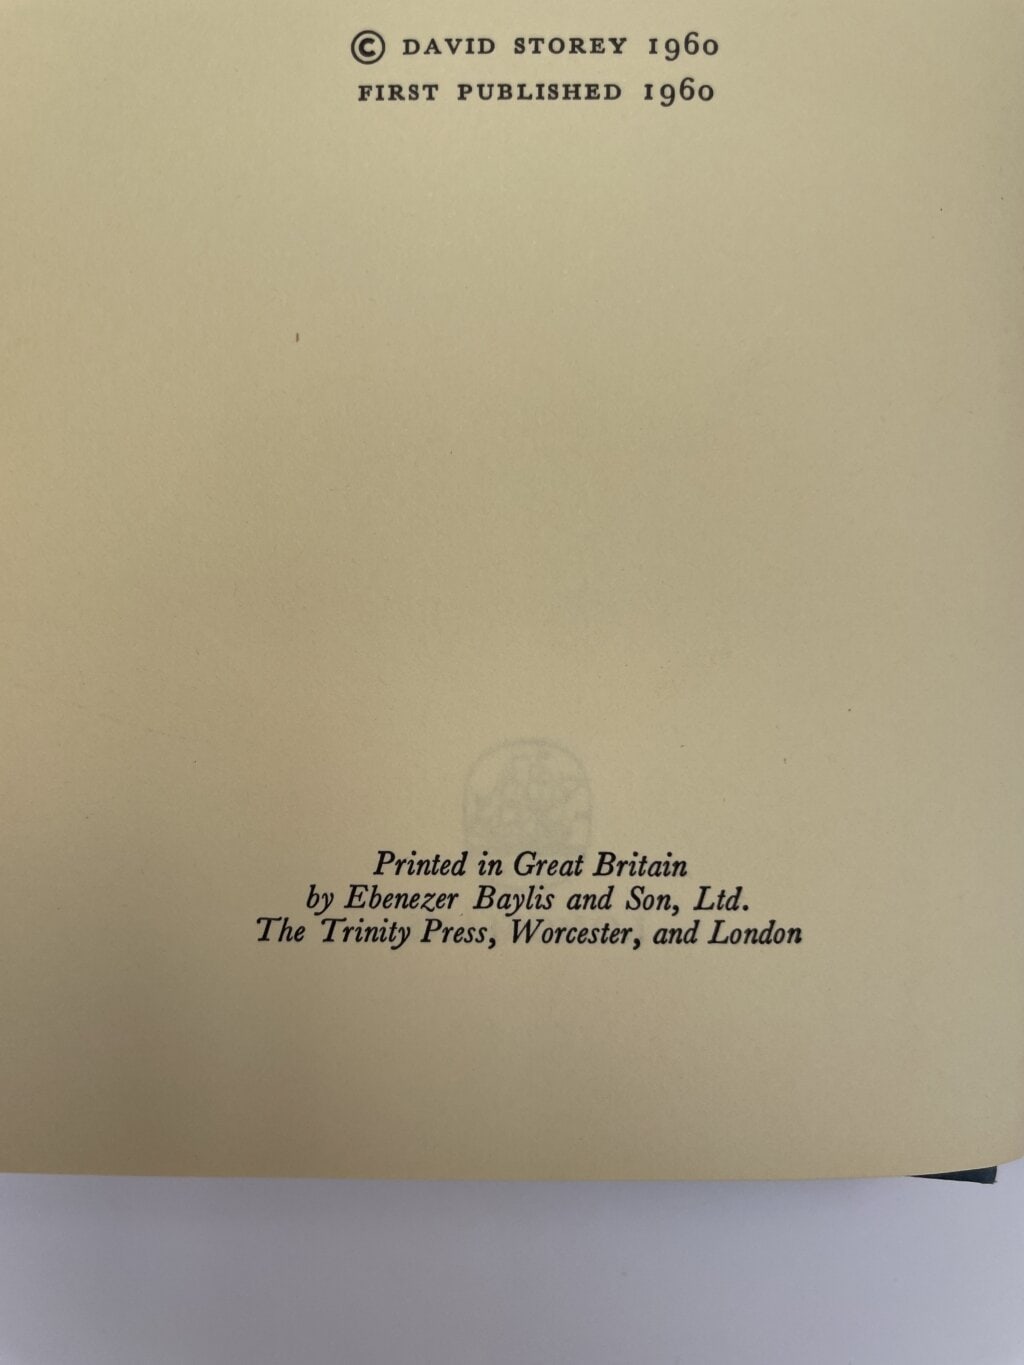 © DAVID STOREY 1960
FIRST PUBLISHED 1960
Printed in Great Britain
by Ebenezer Baylis and Son, Ltd.
The Trinity Press, Worcester, and London